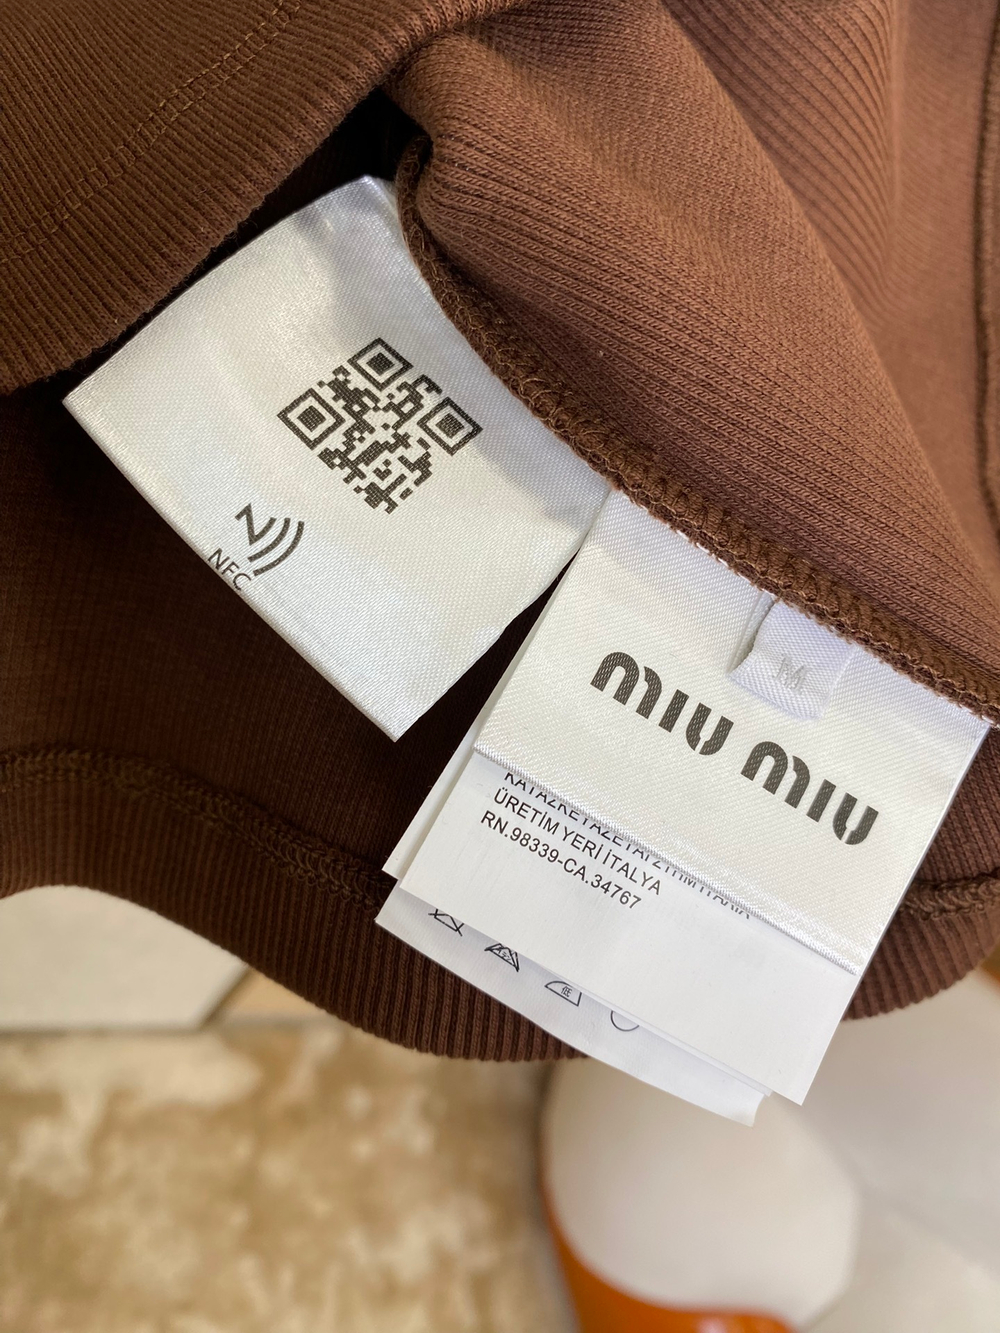 NFC
MIU MIU
M
ÜRETİM YERİ İTALYA
RN.98339-CA.34767